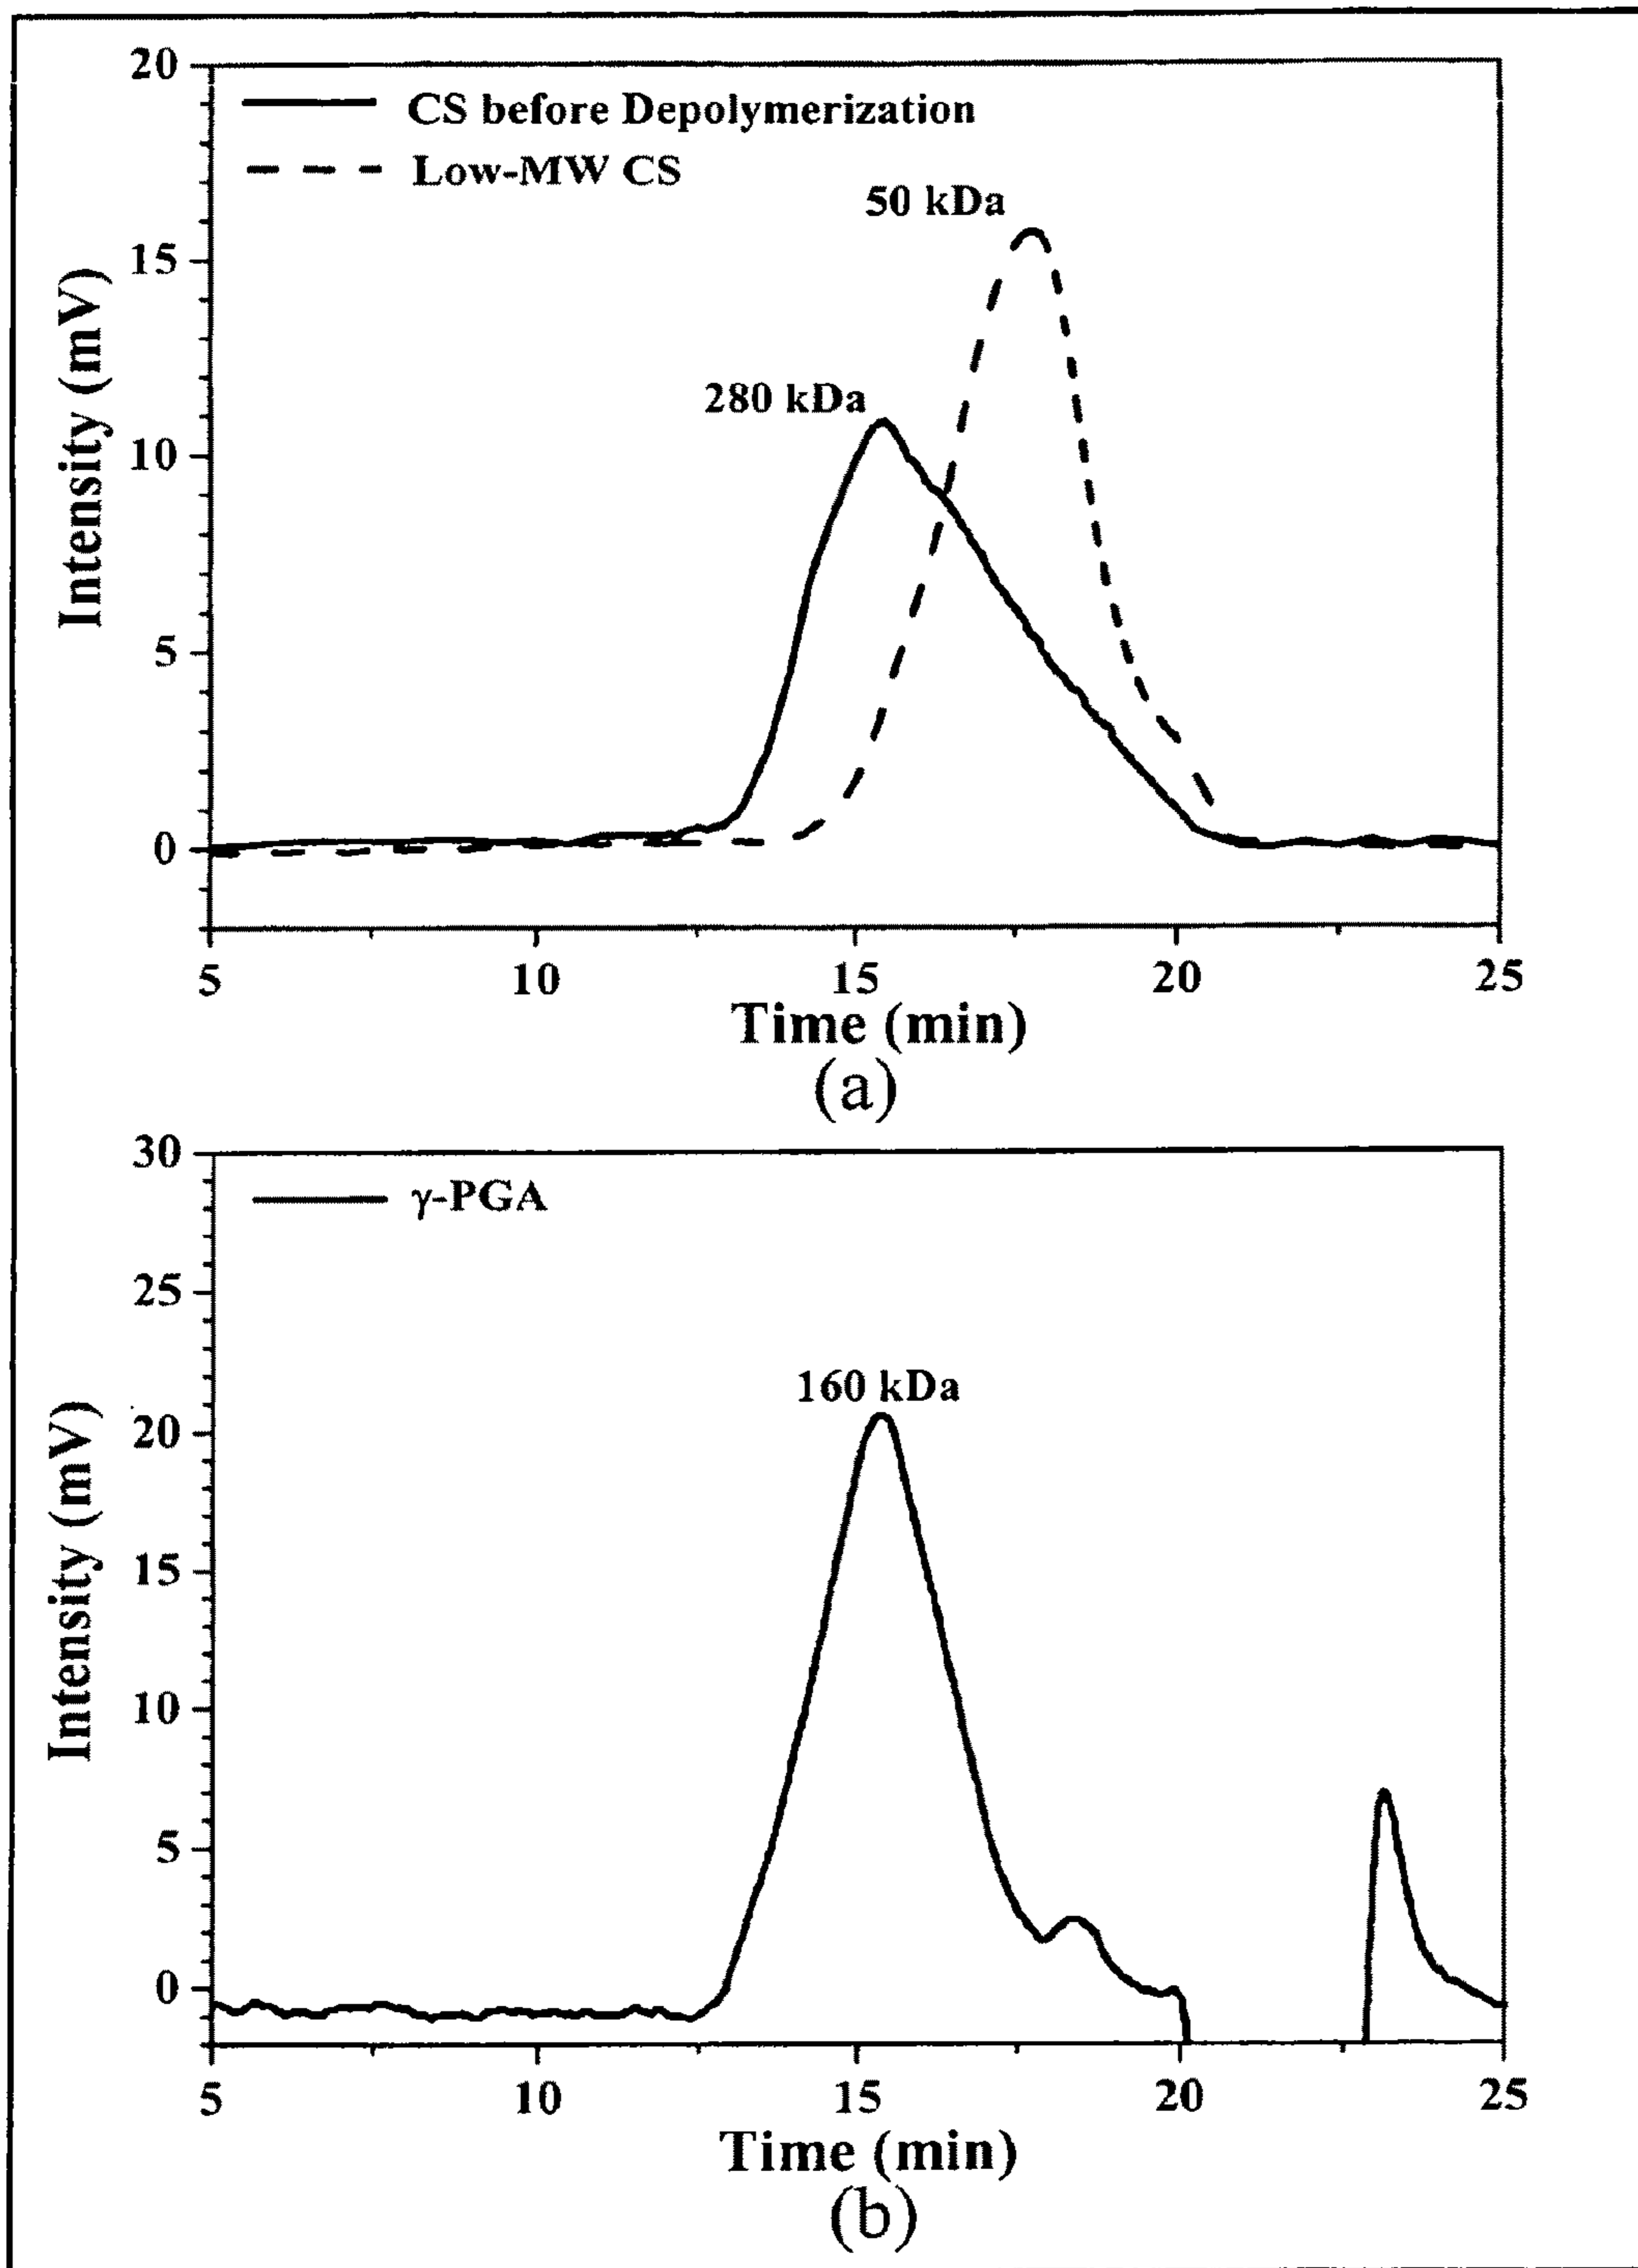 20
CS before Depolymerization
Low-MW CS
50 kDa
15
280 kDa
10
5
0
Intensity (mV)
5 10 15 20 25
Time (min)
(a)
30
γ-PGA
25
160 kDa
20
15
10
5
0
Intensity (mV)
5 10 15 20 25
Time (min)
(b)